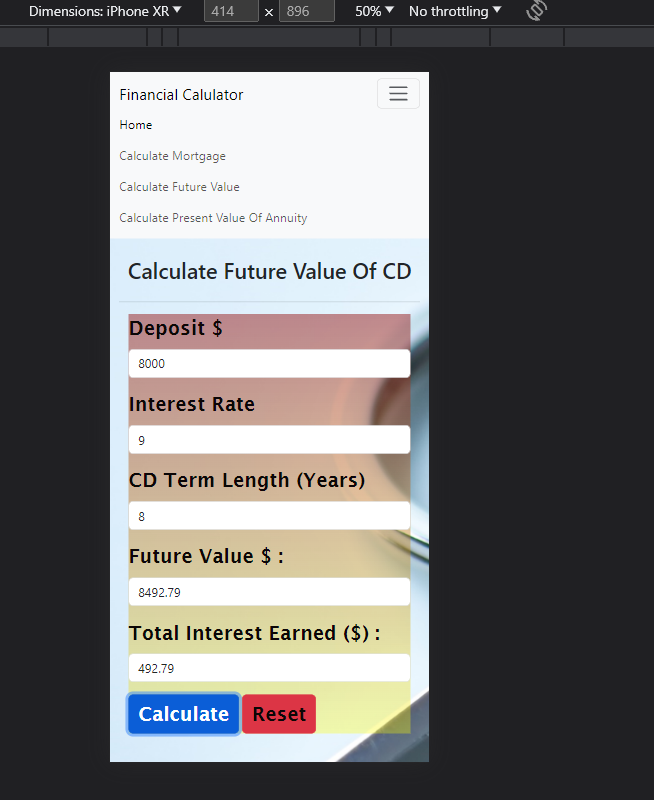 Dimensions: iPhone XR 414 x 896 50% No throttling
Financial Calulator
Home
Calculate Mortgage
Calculate Future Value
Calculate Present Value Of Annuity
Calculate Future Value Of CD
Deposit $
8000
Interest Rate
9
CD Term Length (Years)
8
Future Value $ :
8492.79
Total Interest Earned ($) :
492.79
Calculate Reset